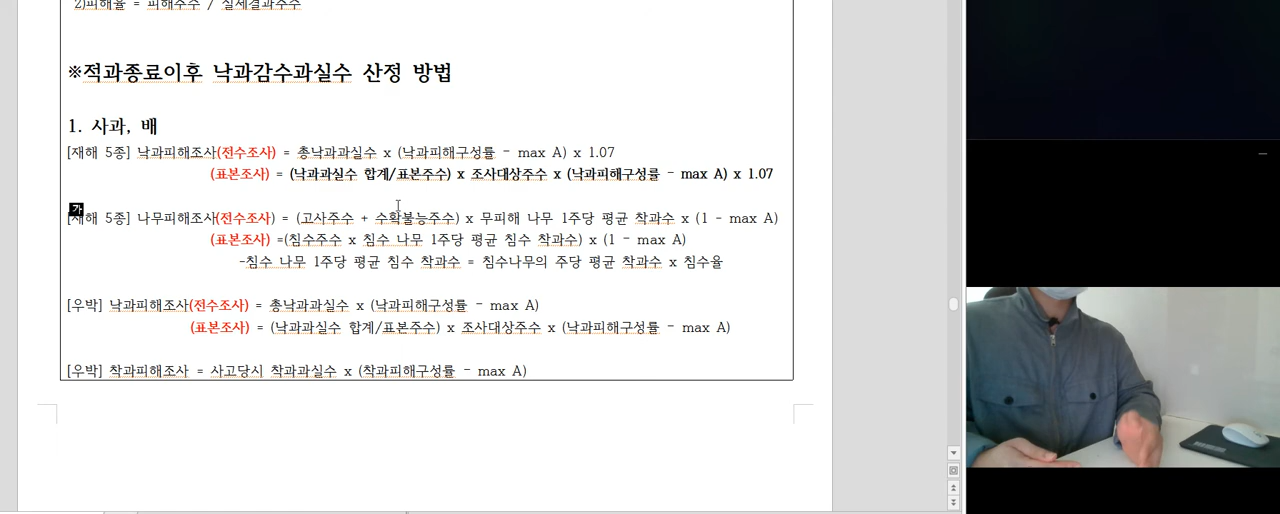 2)피해율 = 피해주수 / 실제결과주수
※적과종료이후 낙과감수과실수 산정 방법
1. 사과, 배
[재해 5종] 낙과피해조사(전수조사) = 총낙과과실수 x (낙과피해구성률 - max A) x 1.07
(표본조사) = (낙과과실수 합계/표본주수) x 조사대상주수 x (낙과피해구성률 - max A) x 1.07
가
[재해 5종] 나무피해조사(전수조사) = (고사주수 + 수확불능주수) x 무피해 나무 1주당 평균 착과수 x (1 - max A)
(표본조사) =(침수주수 x 침수 나무 1주당 평균 침수 착과수) x (1 - max A)
-침수 나무 1주당 평균 침수 착과수 = 침수나무의 주당 평균 착과수 x 침수율
[우박] 낙과피해조사(전수조사) = 총낙과과실수 x (낙과피해구성률 - max A)
(표본조사) = (낙과과실수 합계/표본주수) x 조사대상주수 x (낙과피해구성률 - max A)
[우박] 착과피해조사 = 사고당시 착과과실수 x (착과피해구성률 - max A)